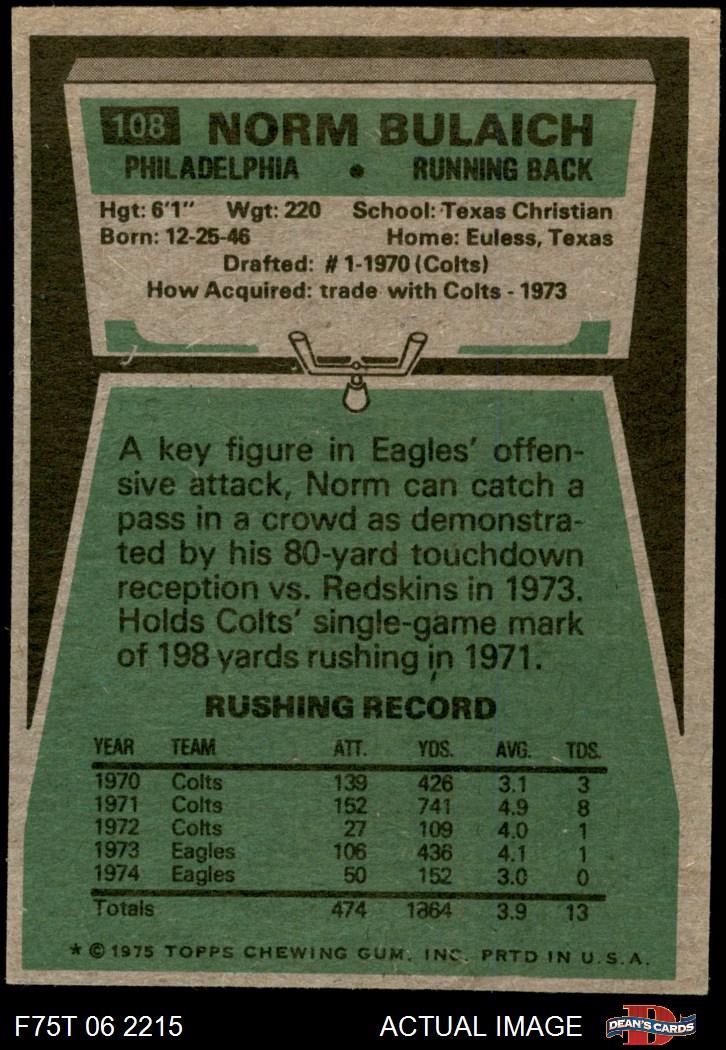 108 NORM BULAICH
PHILADELPHIA • RUNNING BACK
Hgt: 6'1" Wgt: 220 School: Texas Christian
Born: 12-25-46 Home: Euless, Texas
Drafted: # 1-1970 (Colts)
How Acquired: trade with Colts - 1973
A key figure in Eagles' offen-
sive attack, Norm can catch a
pass in a crowd as demonstra-
ted by his 80-yard touchdown
reception vs. Redskins in 1973.
Holds Colts' single-game mark
of 198 yards rushing in 1971.
RUSHING RECORD
YEAR TEAM ATT. YDS. AVG. TDS.
1970 Colts 139 426 3.1 3
1971 Colts 152 741 4.9 8
1972 Colts 27 109 4.0 1
1973 Eagles 106 436 4.1 1
1974 Eagles 50 152 3.0 0
Totals 474 1864 3.9 13
* © 1975 TOPPS CHEWING GUM, INC. PRTD IN U.S.A.
F75T 06 2215 ACTUAL IMAGE DEAN'S CARDS